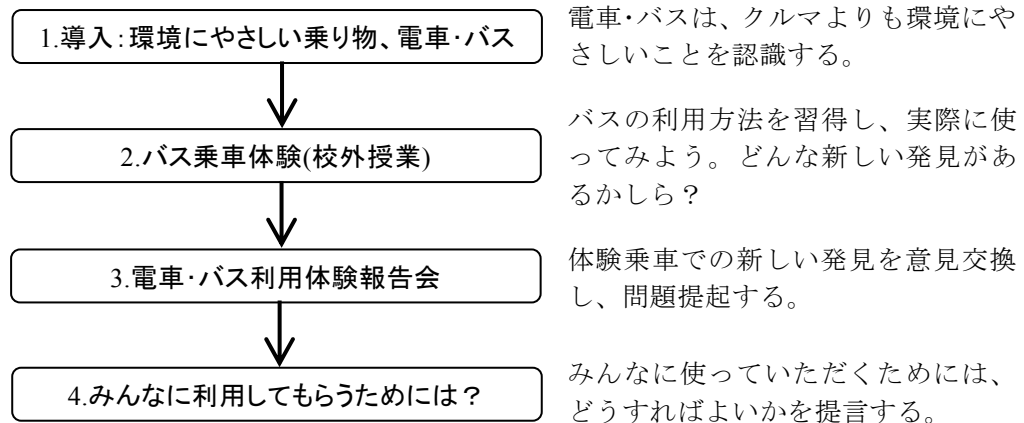 1.導入:環境にやさしい乗り物、電車･バス
電車･バスは、クルマよりも環境にや
さしいことを認識する。
2.バス乗車体験(校外授業)
バスの利用方法を習得し、実際に使
ってみよう。どんな新しい発見があ
るかしら?
3.電車･バス利用体験報告会
体験乗車での新しい発見を意見交換
し、問題提起する。
4.みんなに利用してもらうためには?
みんなに使っていただくためには、
どうすればよいかを提言する。